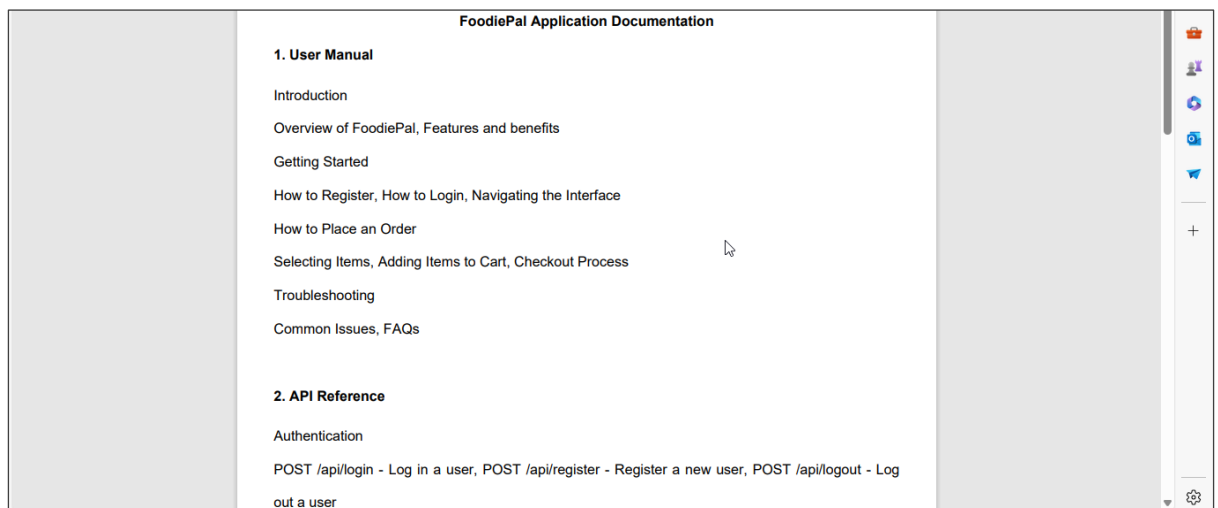 FoodiePal Application Documentation
1. User Manual
Introduction
Overview of FoodiePal, Features and benefits
Getting Started
How to Register, How to Login, Navigating the Interface
How to Place an Order
Selecting Items, Adding Items to Cart, Checkout Process
Troubleshooting
Common Issues, FAQs
2. API Reference
Authentication
POST /api/login - Log in a user, POST /api/register - Register a new user, POST /api/logout - Log
out a user